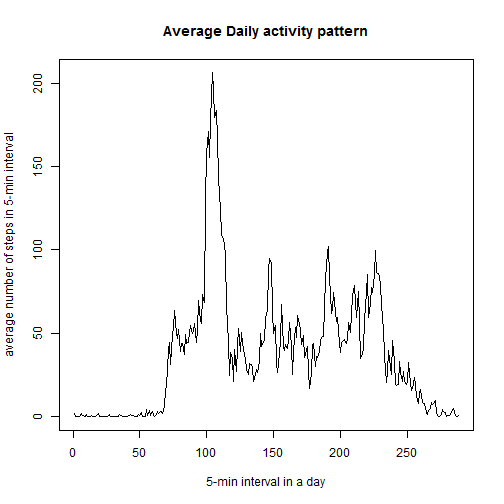 Average Daily activity pattern
average number of steps in 5-min interval
200
150
100
50
0
0 50 100 150 200 250
5-min interval in a day